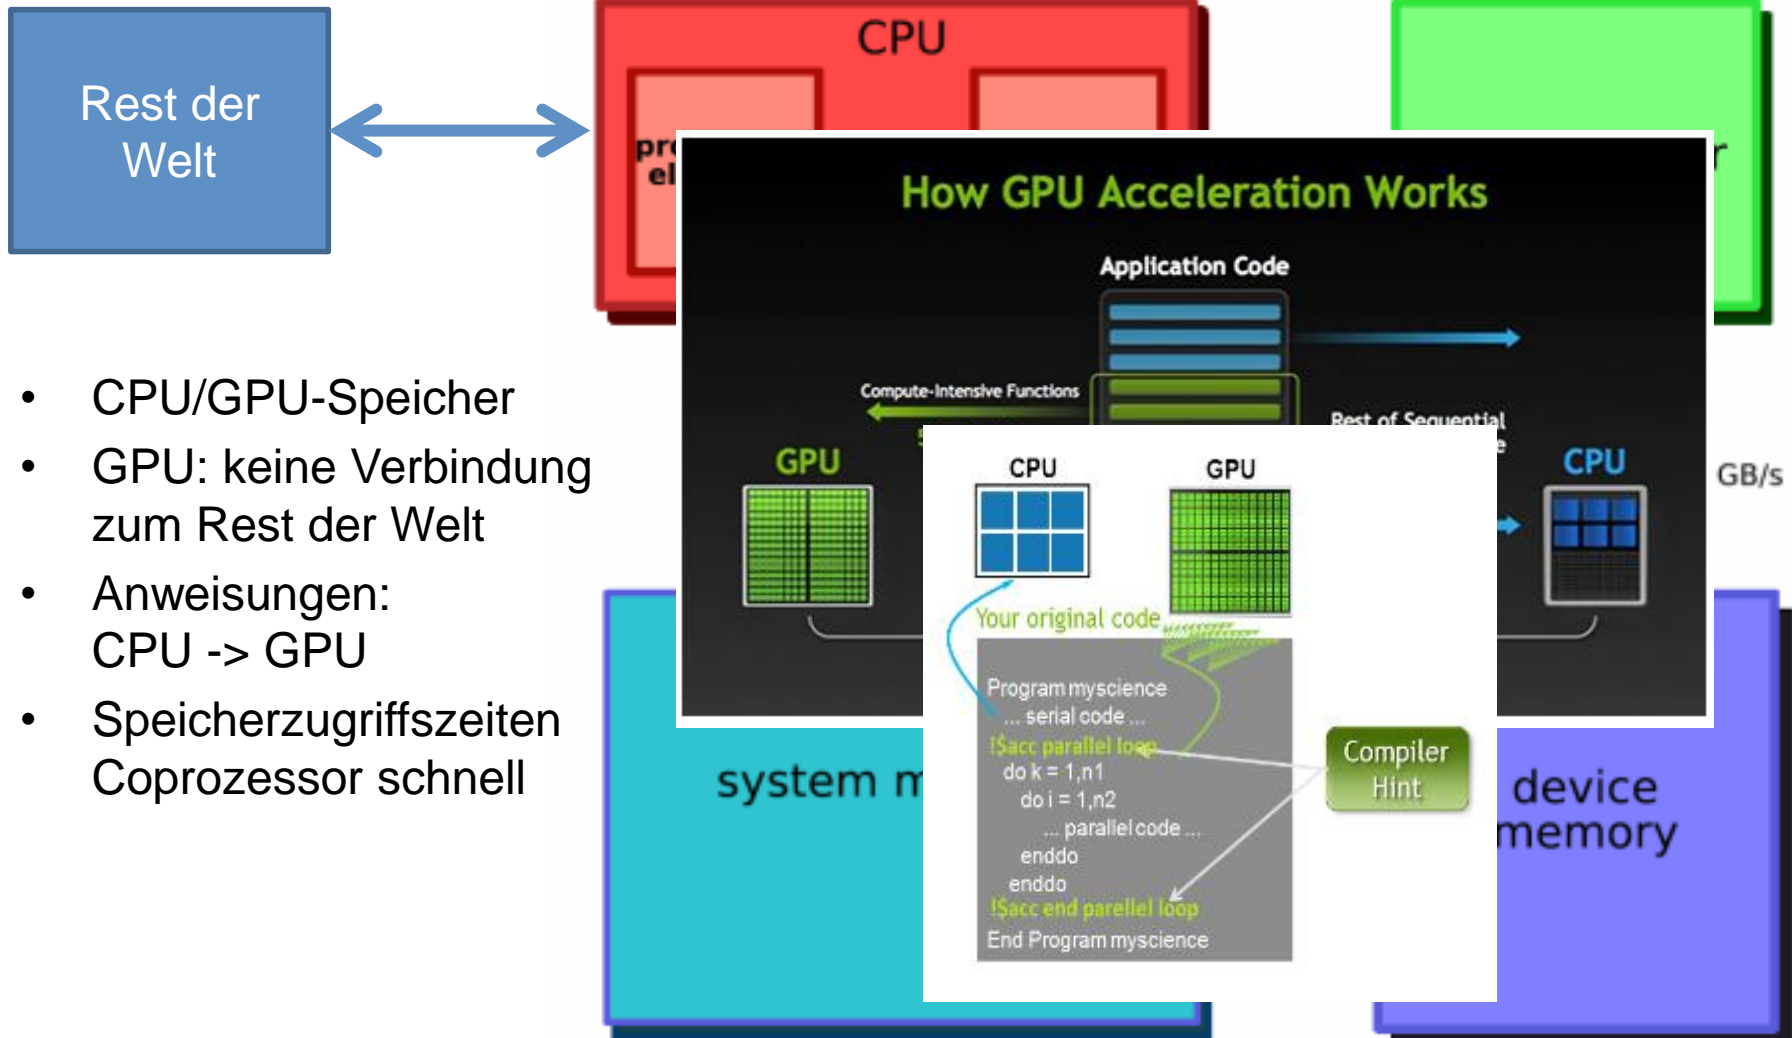 Rest der
Welt
CPU
How GPU Acceleration Works
Application Code
Compute-Intensive Functions
Rest of Sequential
GPU
CPU
GB/s
• CPU/GPU-Speicher
• GPU: keine Verbindung
zum Rest der Welt
• Anweisungen:
CPU -> GPU
• Speicherzugriffszeiten
Coprozessor schnell
CPU
GPU
Your original code
Program myscience
... serial code ...
!$acc parallel loop
do k = 1,n1
do i = 1,n2
... parallel code ...
enddo
enddo
!$acc end parellel loop
End Program myscience
Compiler
Hint
system
device
memory